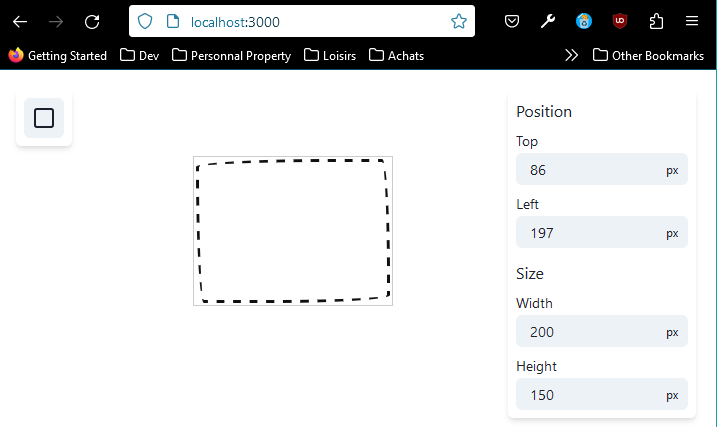 localhost:3000
Getting Started Dev Personnal Property Loisirs Achats Other Bookmarks
Position
Top
86 px
Left
197 px
Size
Width
200 px
Height
150 px